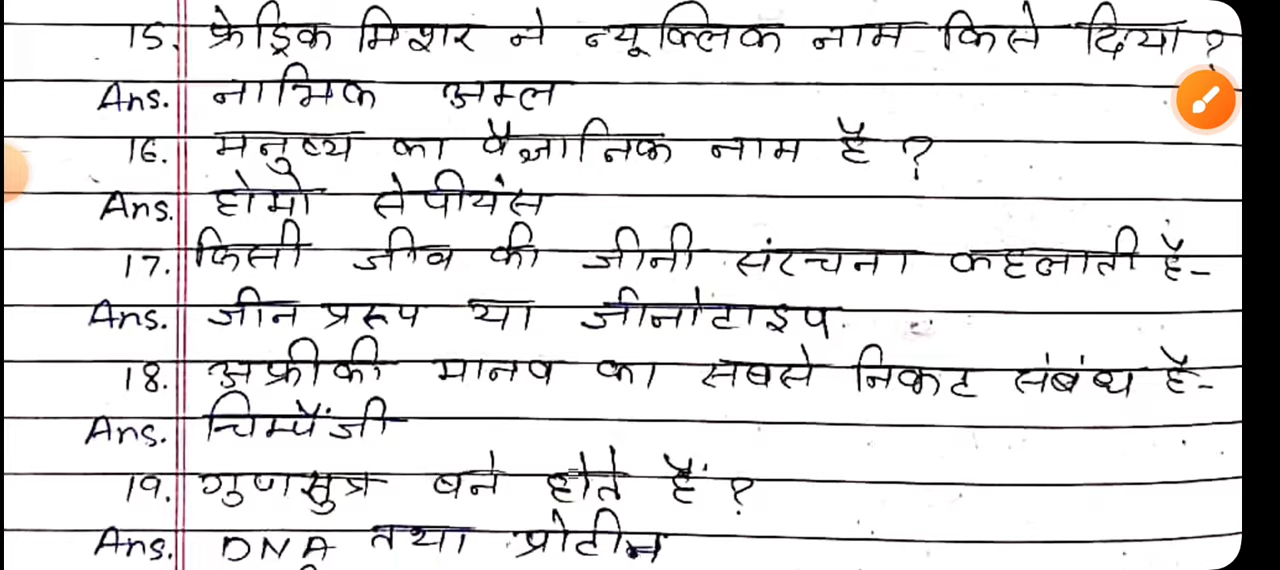 15. फ्रेड्रिक मिशर ने न्यूक्लिक नाम किसे दिया ?
Ans. नाभिक अम्ल
16. मनुष्य का वैज्ञानिक नाम है ?
Ans. होमो सेपीयंस
17. किसी जीव की जीनी संरचना कहलाती है-
Ans. जीन प्ररूप या जीनोटाइप.
18. अफ्रीकी मानव का सबसे निकट संबंध है-
Ans. चिम्पैंजी
19. गुणसुत्र बने होते हैं ?
Ans. DNA तथा प्रोटीन